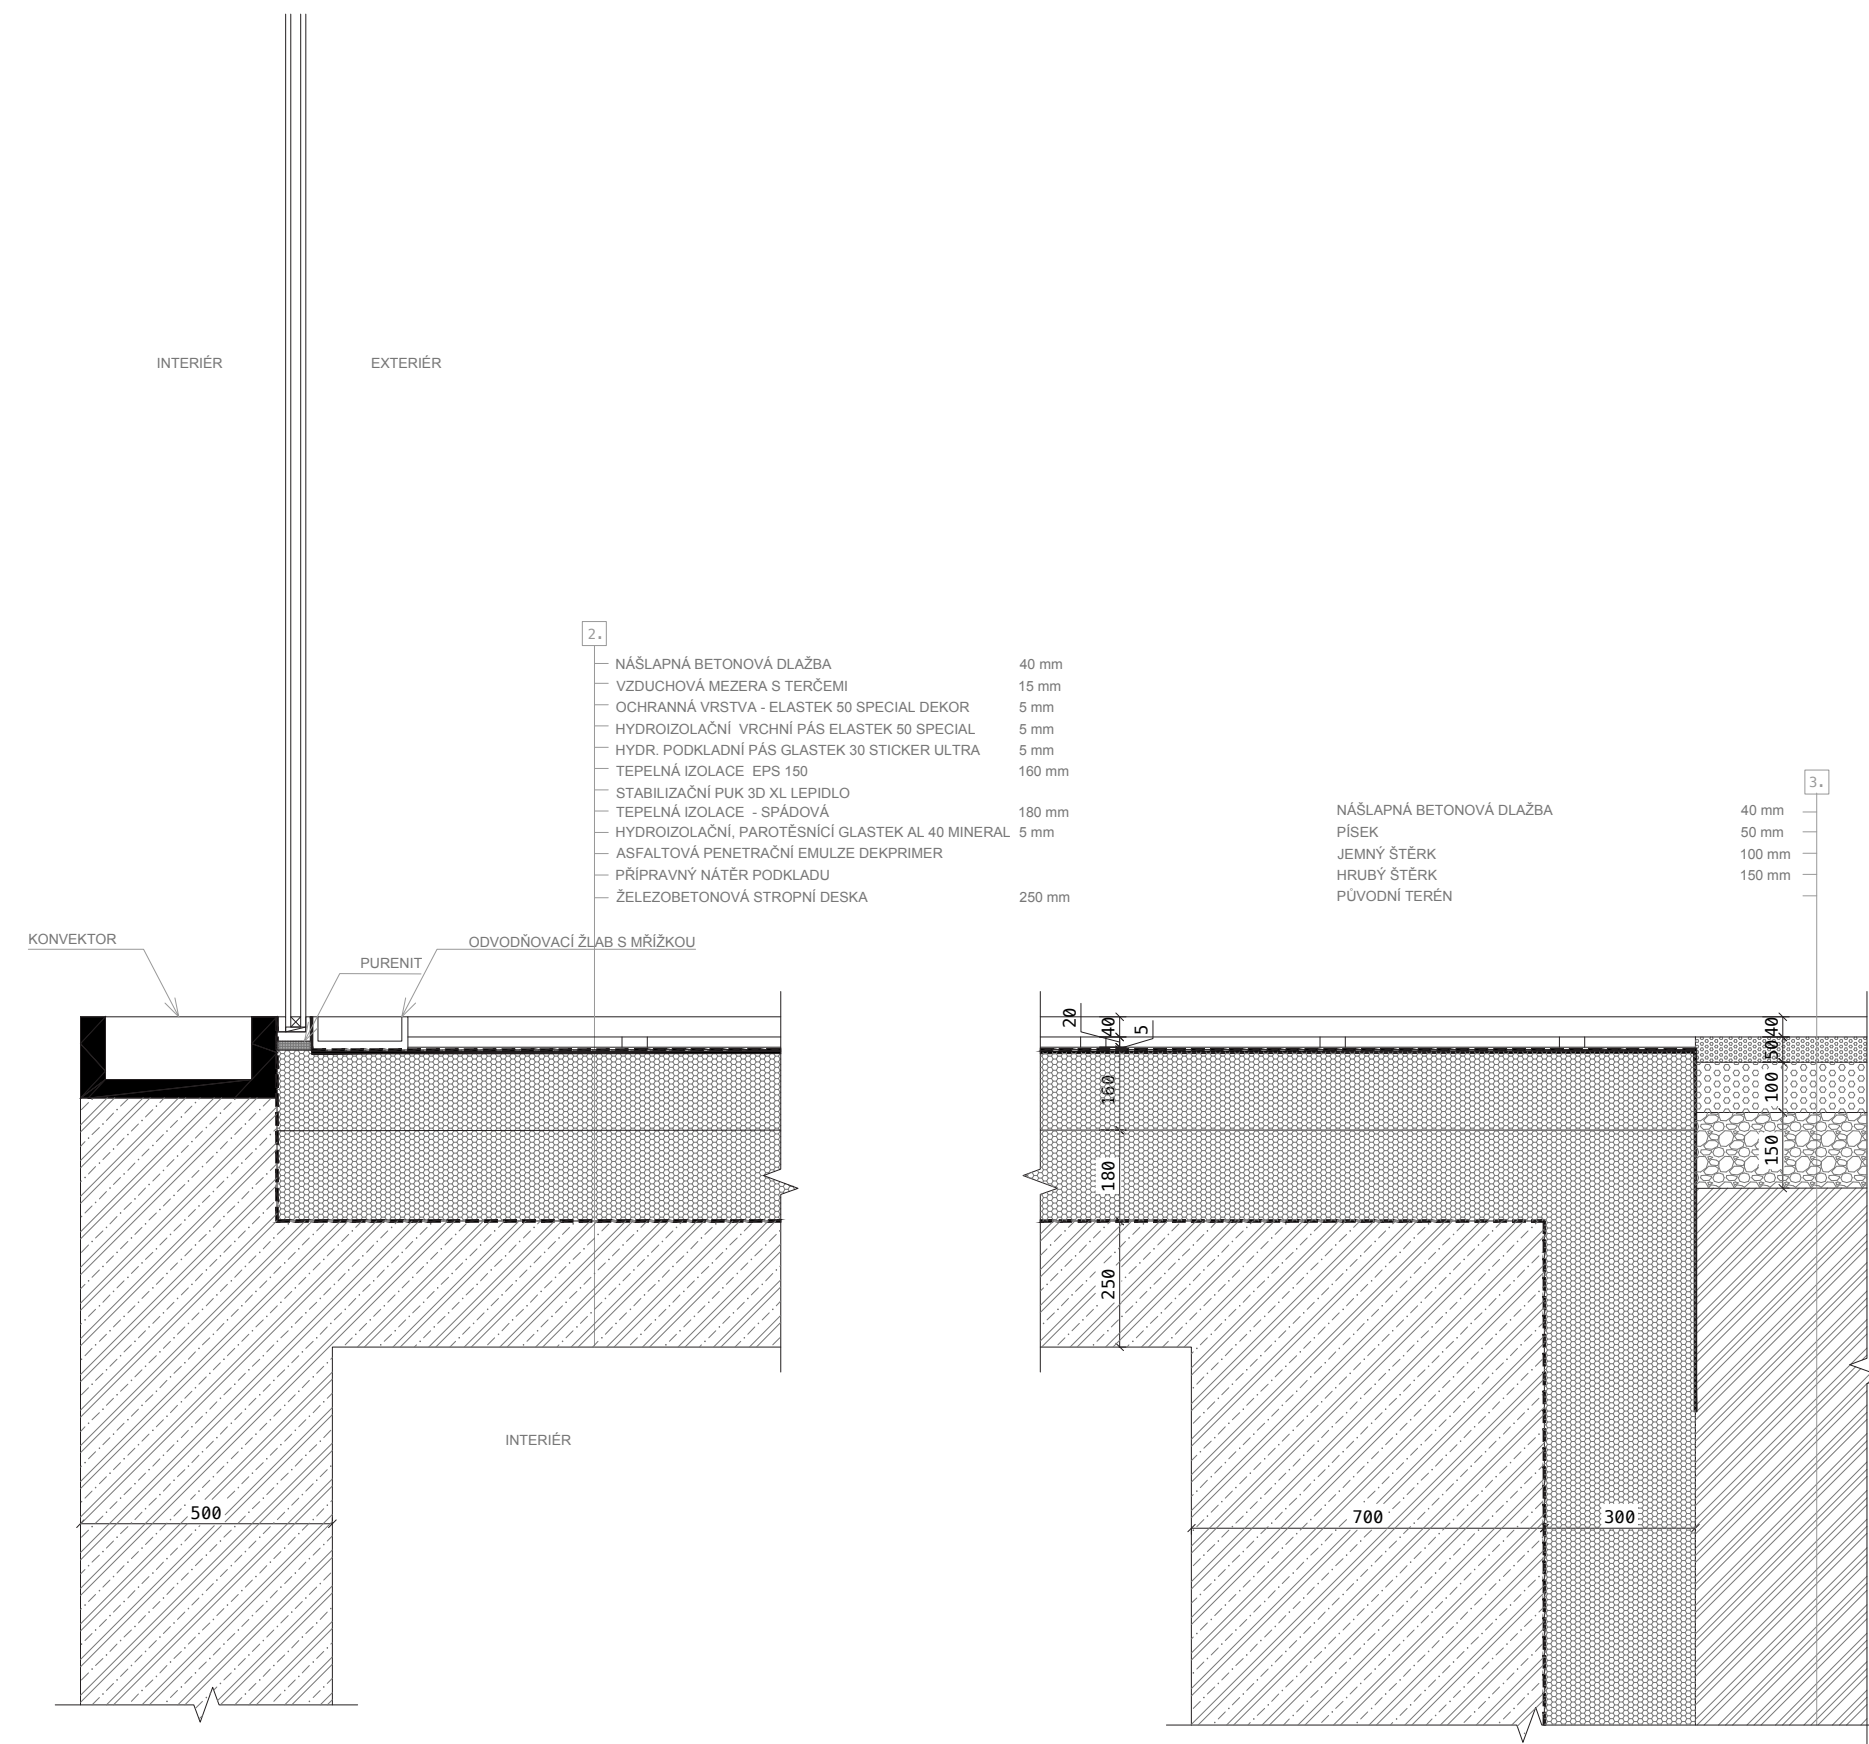 INTERIÉR EXTERIÉR
2.
NÁŠLAPNÁ BETONOVÁ DLAŽBA 40 mm
VZDUCHOVÁ MEZERA S TERČEMI 15 mm
OCHRANNÁ VRSTVA - ELASTEK 50 SPECIAL DEKOR 5 mm
HYDROIZOLAČNÍ VRCHNÍ PÁS ELASTEK 50 SPECIAL 5 mm
HYDR. PODKLADNÍ PÁS GLASTEK 30 STICKER ULTRA 5 mm
TEPELNÁ IZOLACE EPS 150 160 mm
STABILIZAČNÍ PUK 3D XL LEPIDLO
TEPELNÁ IZOLACE - SPÁDOVÁ 180 mm
HYDROIZOLAČNÍ, PAROTĚSNÍCÍ GLASTEK AL 40 MINERAL 5 mm
ASFALTOVÁ PENETRAČNÍ EMULZE DEKPRIMER
PŘÍPRAVNÝ NÁTĚR PODKLADU
ŽELEZOBETONOVÁ STROPNÍ DESKA 250 mm
3.
NÁŠLAPNÁ BETONOVÁ DLAŽBA 40 mm
PÍSEK 50 mm
JEMNÝ ŠTĚRK 100 mm
HRUBÝ ŠTĚRK 150 mm
PŮVODNÍ TERÉN
KONVEKTOR
ODVODŇOVACÍ ŽLAB S MŘÍŽKOU
PURENIT
20
40
5
160
180
250
40
50
100
150
INTERIÉR
500
700
300